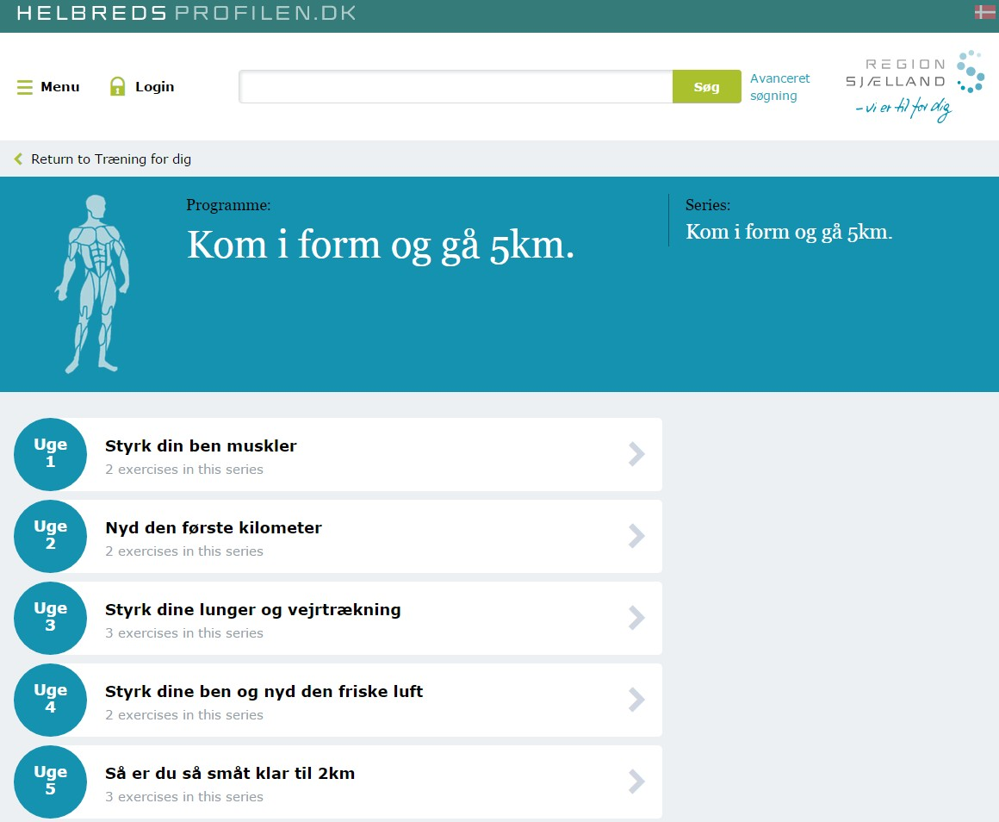 HELBREDSPROFILEN.DK
Menu
Login
Søg
Avanceret
søgning
REGION
SJÆLLAND
- vi er til for dig
Return to Træning for dig
Programme:
Kom i form og gå 5km.
Series:
Kom i form og gå 5km.
Uge
1
Styrk din ben muskler
2 exercises in this series
Uge
2
Nyd den første kilometer
2 exercises in this series
Uge
3
Styrk dine lunger og vejrtrækning
3 exercises in this series
Uge
4
Styrk dine ben og nyd den friske luft
2 exercises in this series
Uge
5
Så er du så småt klar til 2km
3 exercises in this series